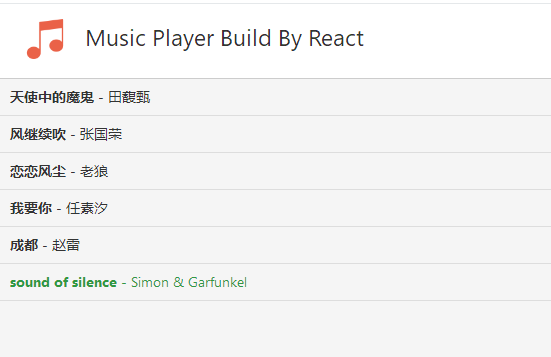 Music Player Build By React
天使中的魔鬼 - 田馥甄
风继续吹 - 张国荣
恋恋风尘 - 老狼
我要你 - 任素汐
成都 - 赵雷
sound of silence - Simon & Garfunkel